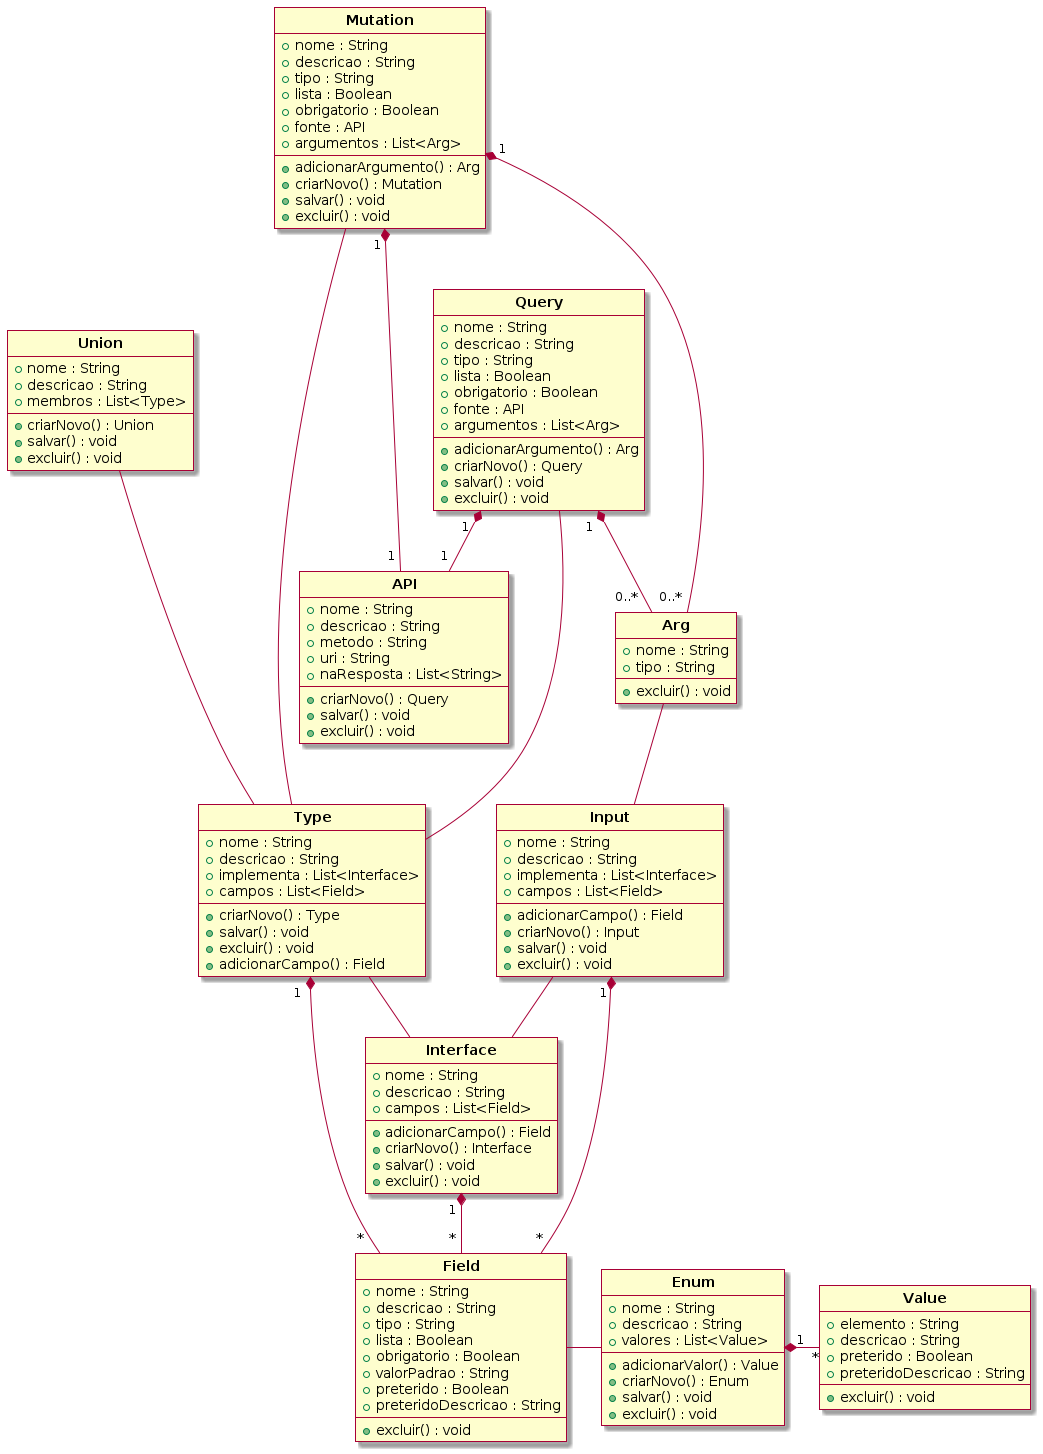 Mutation
nome : String
descricao : String
tipo : String
lista : Boolean
obrigatorio : Boolean
fonte : API
argumentos : List<Arg>
adicionarArgumento() : Arg
criarNovo() : Mutation
salvar() : void
excluir() : void
1
1
Query
nome : String
descricao : String
tipo : String
lista : Boolean
obrigatorio : Boolean
fonte : API
argumentos : List<Arg>
adicionarArgumento() : Arg
criarNovo() : Query
salvar() : void
excluir() : void
Union
nome : String
descricao : String
membros : List<Type>
criarNovo() : Union
salvar() : void
excluir() : void
1
1
1
1
0..*
0..*
API
nome : String
descricao : String
metodo : String
uri : String
naResposta : List<String>
criarNovo() : Query
salvar() : void
excluir() : void
Arg
nome : String
tipo : String
excluir() : void
Type
nome : String
descricao : String
implementa : List<Interface>
campos : List<Field>
criarNovo() : Type
salvar() : void
excluir() : void
adicionarCampo() : Field
Input
nome : String
descricao : String
implementa : List<Interface>
campos : List<Field>
adicionarCampo() : Field
criarNovo() : Input
salvar() : void
excluir() : void
1
1
Interface
nome : String
descricao : String
campos : List<Field>
adicionarCampo() : Field
criarNovo() : Interface
salvar() : void
excluir() : void
1
*
*
*
Field
nome : String
descricao : String
tipo : String
lista : Boolean
obrigatorio : Boolean
valorPadrao : String
preterido : Boolean
preteridoDescricao : String
excluir() : void
Enum
nome : String
descricao : String
valores : List<Value>
adicionarValor() : Value
criarNovo() : Enum
salvar() : void
excluir() : void
1
*
Value
elemento : String
descricao : String
preterido : Boolean
preteridoDescricao : String
excluir() : void